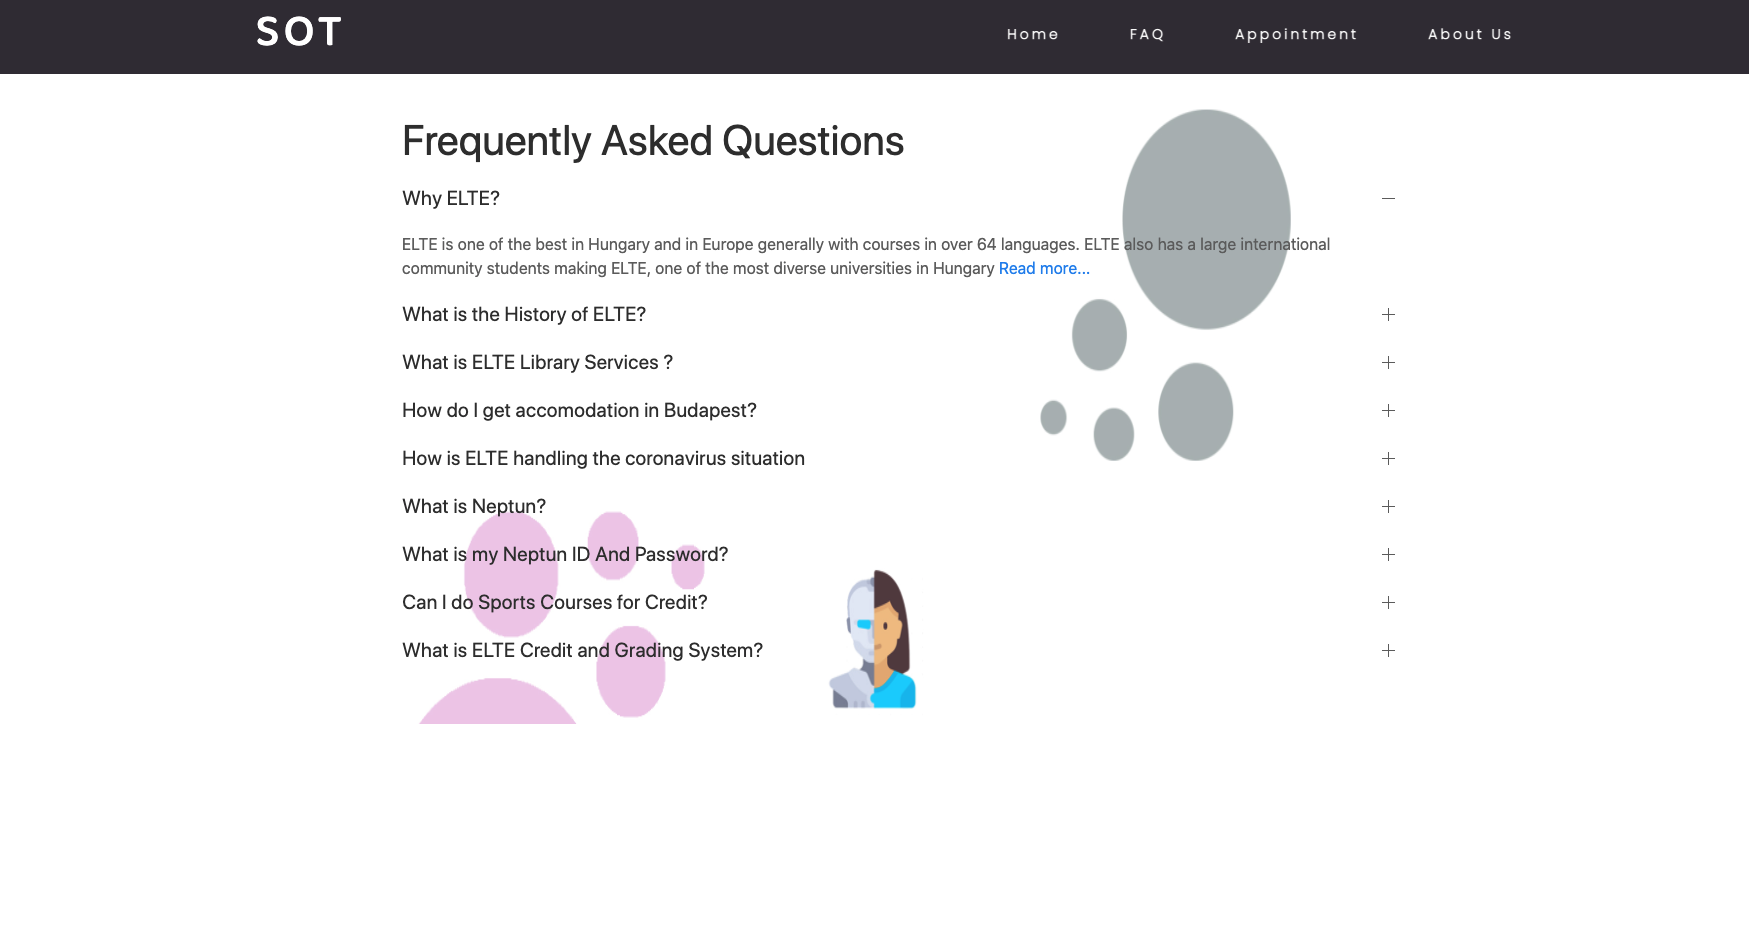 SOT
Home FAQ Appointment About Us
Frequently Asked Questions
Why ELTE?
ELTE is one of the best in Hungary and in Europe generally with courses in over 64 languages. ELTE also has a large international
community students making ELTE, one of the most diverse universities in Hungary Read more...
What is the History of ELTE?
What is ELTE Library Services ?
How do I get accomodation in Budapest?
How is ELTE handling the coronavirus situation
What is Neptun?
What is my Neptun ID And Password?
Can I do Sports Courses for Credit?
What is ELTE Credit and Grading System?